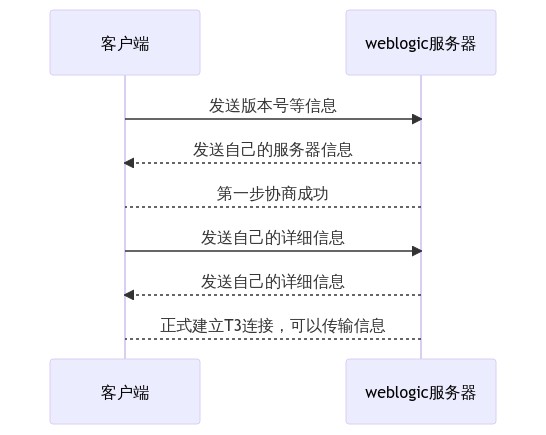 客户端
weblogic服务器
发送版本号等信息
发送自己的服务器信息
第一步协商成功
发送自己的详细信息
发送自己的详细信息
正式建立T3连接，可以传输信息
客户端
weblogic服务器